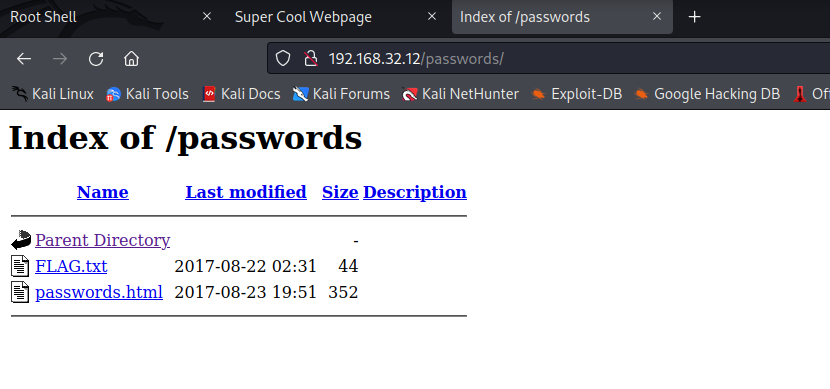 Root Shell × Super Cool Webpage × Index of /passwords × +
192.168.32.12/passwords/
Kali Linux Kali Tools Kali Docs Kali Forums Kali NetHunter Exploit-DB Google Hacking DB Of
Index of /passwords
Name Last modified Size Description
Parent Directory -
FLAG.txt 2017-08-22 02:31 44
passwords.html 2017-08-23 19:51 352